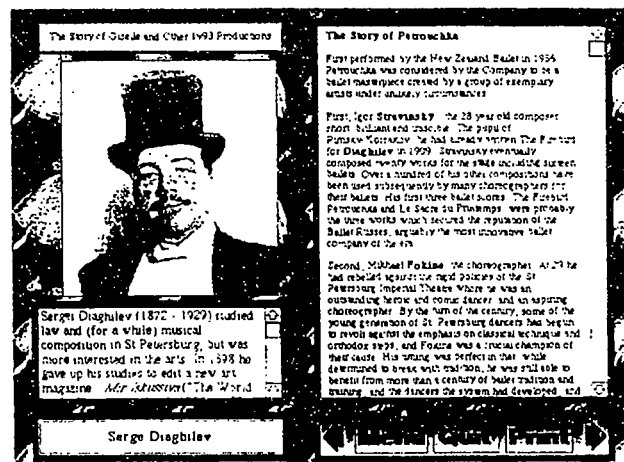 The Story of Giselle and Other 1993 Productions
Sergei Diaghilev (1872 - 1929) studied
law and (for a while) musical
composition in St Petersburg, but was
more interested in the arts. In 1898 he
gave up his studies to edit a new art
magazine ("The World
Serge Diaghilev
The Story of Petrouchka
First performed by the New Zealand Ballet in
Petrouchka was considered by the Company to be a
ballet masterpiece created by a group of exemplary
artists under unlikely circumstances
First, Igor Stravinsky, the 28 year old composer
short, brilliant and irascible. The pupil of
Rimsky Korsakov, he had already written The Firebird
for Diaghilev in 1909. Stravinsky eventually
composed twenty works for the stage including sixteen
ballets. Over a hundred of his other compositions have
been used subsequently by many choreographers for
their ballets. His first three ballet scores, The Firebird
Petrouchka and Le Sacre du Printemps, were probably
the three works which secured the reputation of the
Ballet Russes, arguably the most innovative ballet
company of the era
Second, Mikhael Fokine, the choreographer. At 29 he
had rebelled against the rigid policies of the St
Petersburg Imperial Theatre where he was an
outstanding heroic and comic dancer, and an aspiring
choreographer. By the turn of the century, some of the
young generation of St. Petersburg dancers had begun
to revolt against the emphasis on classical technique and
orthodox steps, and Fokine was a crucial champion of
their cause. His timing was perfect in that, while
determined to break with tradition, he was still able to
benefit from more than a century of ballet tradition and
training, and the dancers the system had developed, and
Menu Quit Print